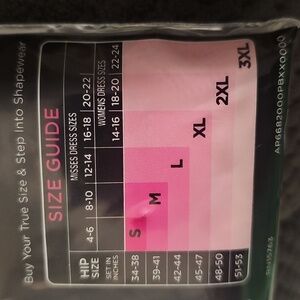 Buy Your True Size & Step Into Shapewear
SIZE GUIDE
MISSES DRESS SIZES
WOMENS DRESS SIZES
HIP SIZE
SET IN INCHES
4-6 8-10 12-14 16-18 20-22
14-16 18-20 22-24
34-38 S
39-41 M
42-44 L
45-47 XL
48-50 2XL
51-53 3XL
AP6682000PBXX0000